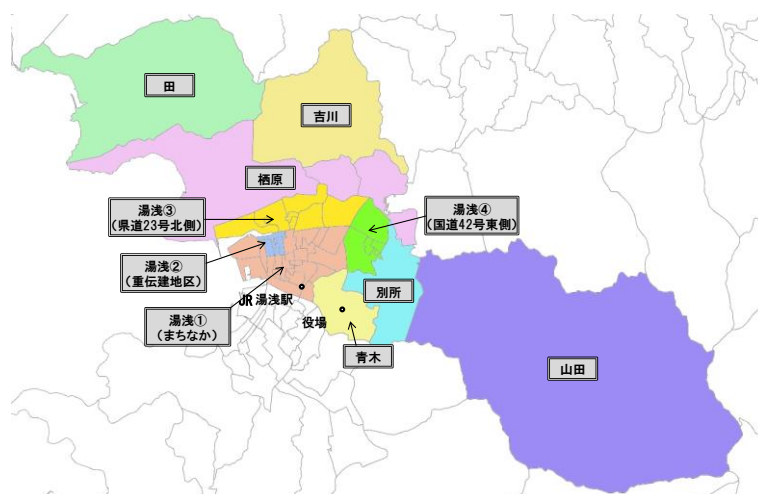 田
吉川
栖原
湯浅③
(県道23号北側)
湯浅④
(国道42号東側)
湯浅②
(重伝建地区)
別所
JR 湯浅駅
役場
湯浅①
(まちなか)
青木
山田